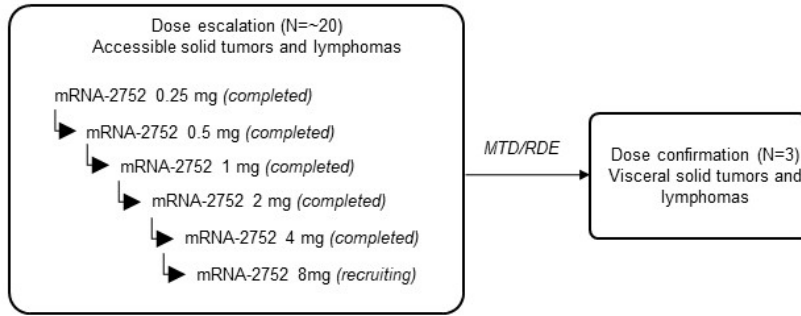 Dose escalation (N=~20)
Accessible solid tumors and lymphomas
mRNA-2752 0.25 mg (completed)
mRNA-2752 0.5 mg (completed)
mRNA-2752 1 mg (completed)
mRNA-2752 2 mg (completed)
mRNA-2752 4 mg (completed)
mRNA-2752 8mg (recruiting)
MTD/RDE
Dose confirmation (N=3)
Visceral solid tumors and
lymphomas